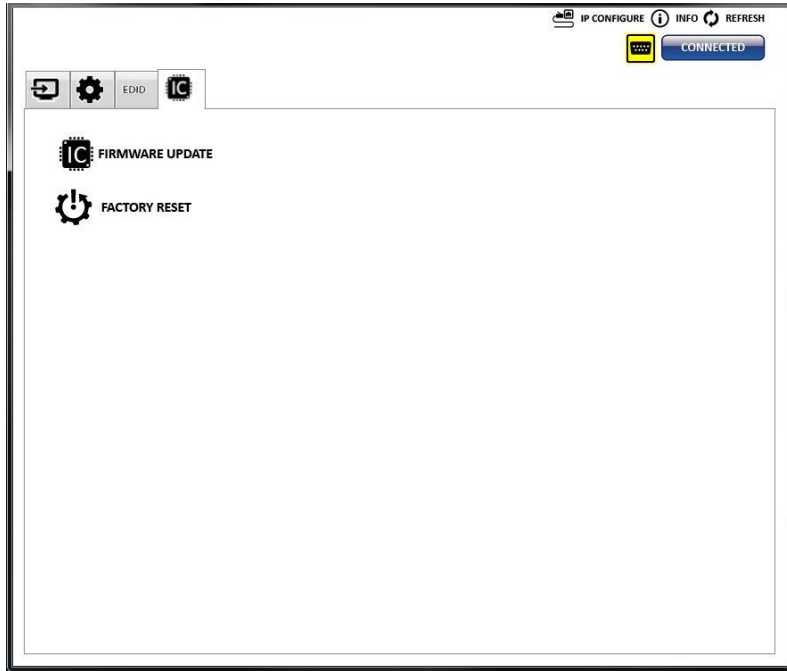 IP CONFIGURE i INFO REFRESH
CONNECTED
EDID IC
IC FIRMWARE UPDATE
FACTORY RESET